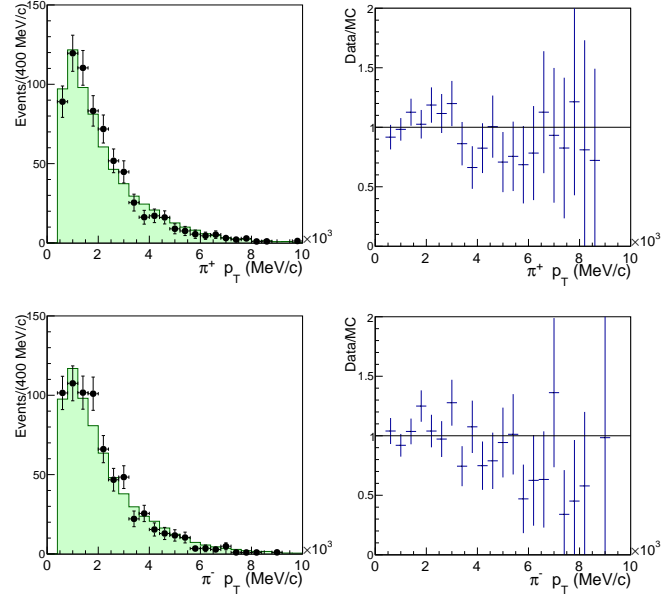 Events/(400 MeV/c)
150
100
50
0
0 2 4 6 8 10
×10³
π⁺ p_T (MeV/c)
Data/MC
2
1.5
1
0.5
0
0 2 4 6 8 10
×10³
π⁺ p_T (MeV/c)
Events/(400 MeV/c)
150
100
50
0
0 2 4 6 8 10
×10³
π⁻ p_T (MeV/c)
Data/MC
2
1.5
1
0.5
0
0 2 4 6 8 10
×10³
π⁻ p_T (MeV/c)